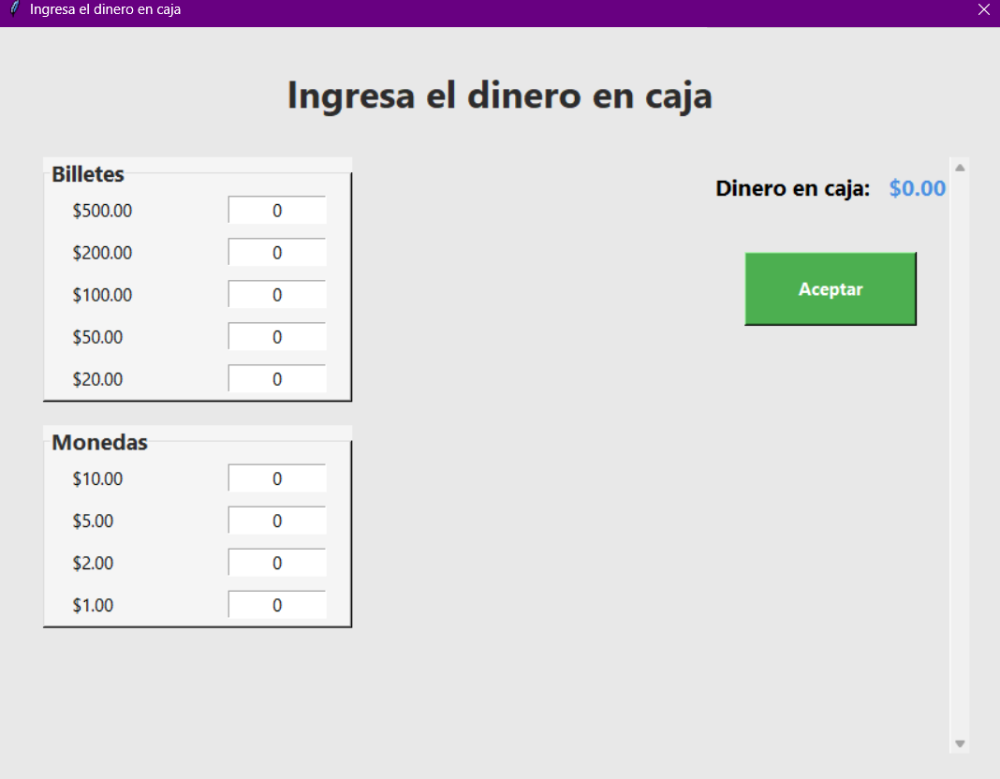 Ingresa el dinero en caja
Ingresa el dinero en caja
Billetes
$500.00 0
$200.00 0
$100.00 0
$50.00 0
$20.00 0
Monedas
$10.00 0
$5.00 0
$2.00 0
$1.00 0
Dinero en caja: $0.00
Aceptar